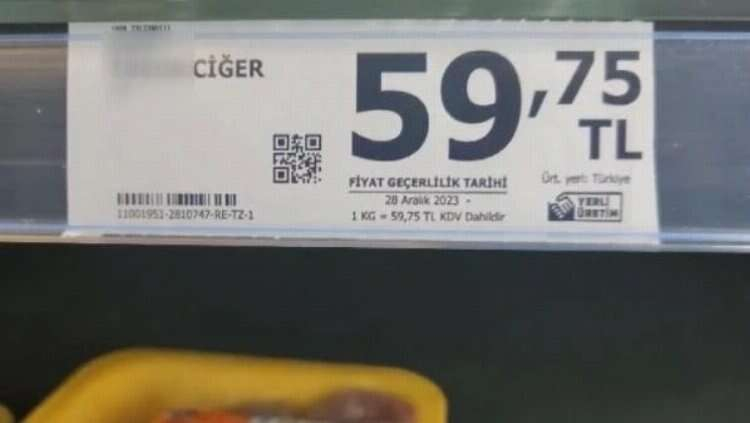 CİĞER
59,75
TL
FİYAT GEÇERLİLİK TARİHİ
28 Aralık 2023 -
1 KG = 59,75 TL KDV Dahildir
Ürt. yeri: Türkiye
YERLİ
ÜRETİM
11001951-2810747-RE-TZ-1